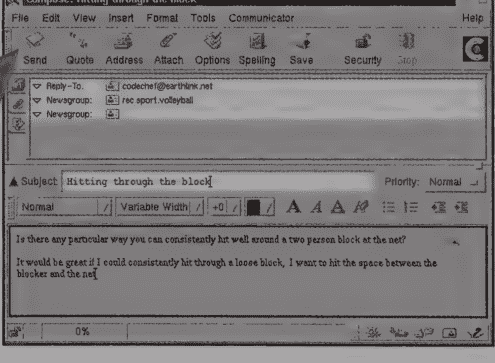 Compose: Hitting through the block
File Edit View Insert Format Tools Communicator Help
Send Quote Address Attach Options Spelling Save Security Stop
Reply-To: codechef@earthlink.net
Newsgroup: rec.sport.volleyball
Newsgroup:
Subject: Hitting through the block Priority: Normal
Normal Variable Width +0 A A A
Is there any particular way you can consistently hit well around a two person block at the net?
It would be great if I could consistently hit through a loose block, I want to hit the space between the
blocker and the net
0%